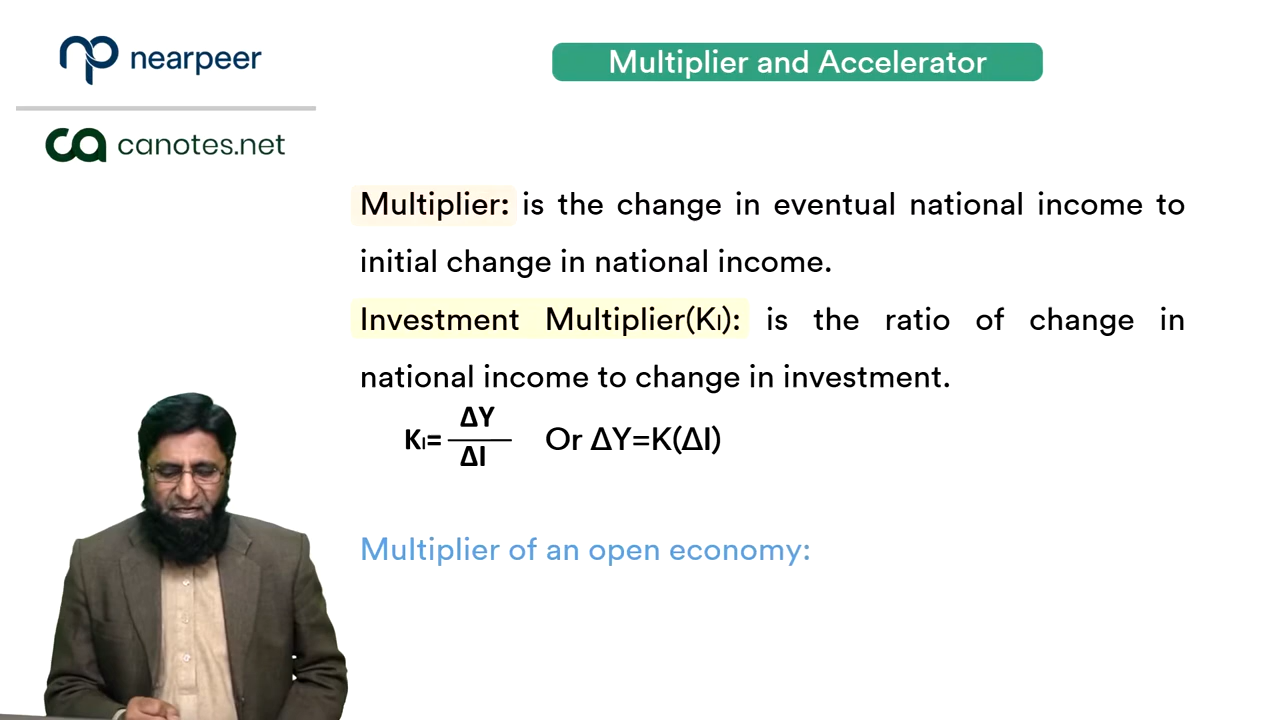 nearpeer
canotes.net
Multiplier and Accelerator
Multiplier: is the change in eventual national income to
initial change in national income.
Investment Multiplier(Kı): is the ratio of change in
national income to change in investment.
Kı= ΔY/ΔI Or ΔY=K(ΔI)
Multiplier of an open economy: